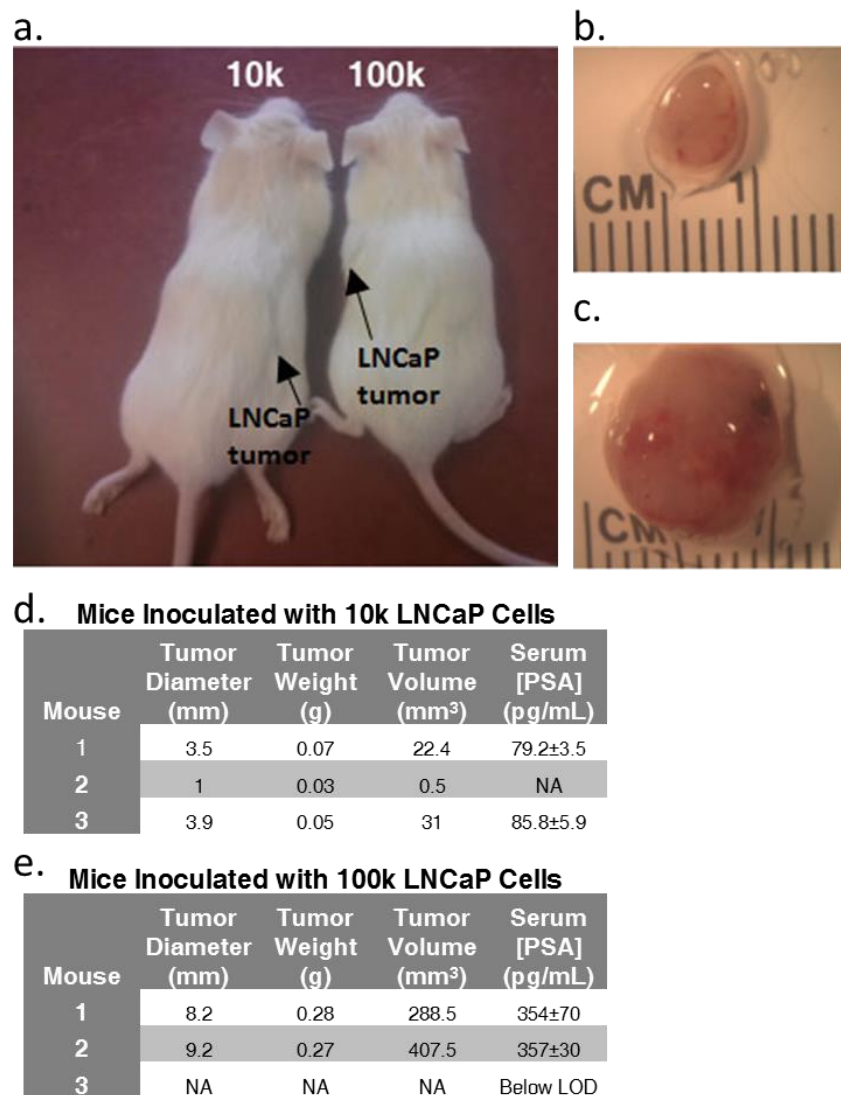 a.
10k 100k
LNCaP
tumor
LNCaP
tumor
b.
CM 1
c.
CM 1
d. Mice Inoculated with 10k LNCaP Cells
Mouse Tumor Diameter (mm) Tumor Weight (g) Tumor Volume (mm³) Serum [PSA] (pg/mL)
1 3.5 0.07 22.4 79.2±3.5
2 1 0.03 0.5 NA
3 3.9 0.05 31 85.8±5.9
e. Mice Inoculated with 100k LNCaP Cells
Mouse Tumor Diameter (mm) Tumor Weight (g) Tumor Volume (mm³) Serum [PSA] (pg/mL)
1 8.2 0.28 288.5 354±70
2 9.2 0.27 407.5 357±30
3 NA NA NA Below LOD